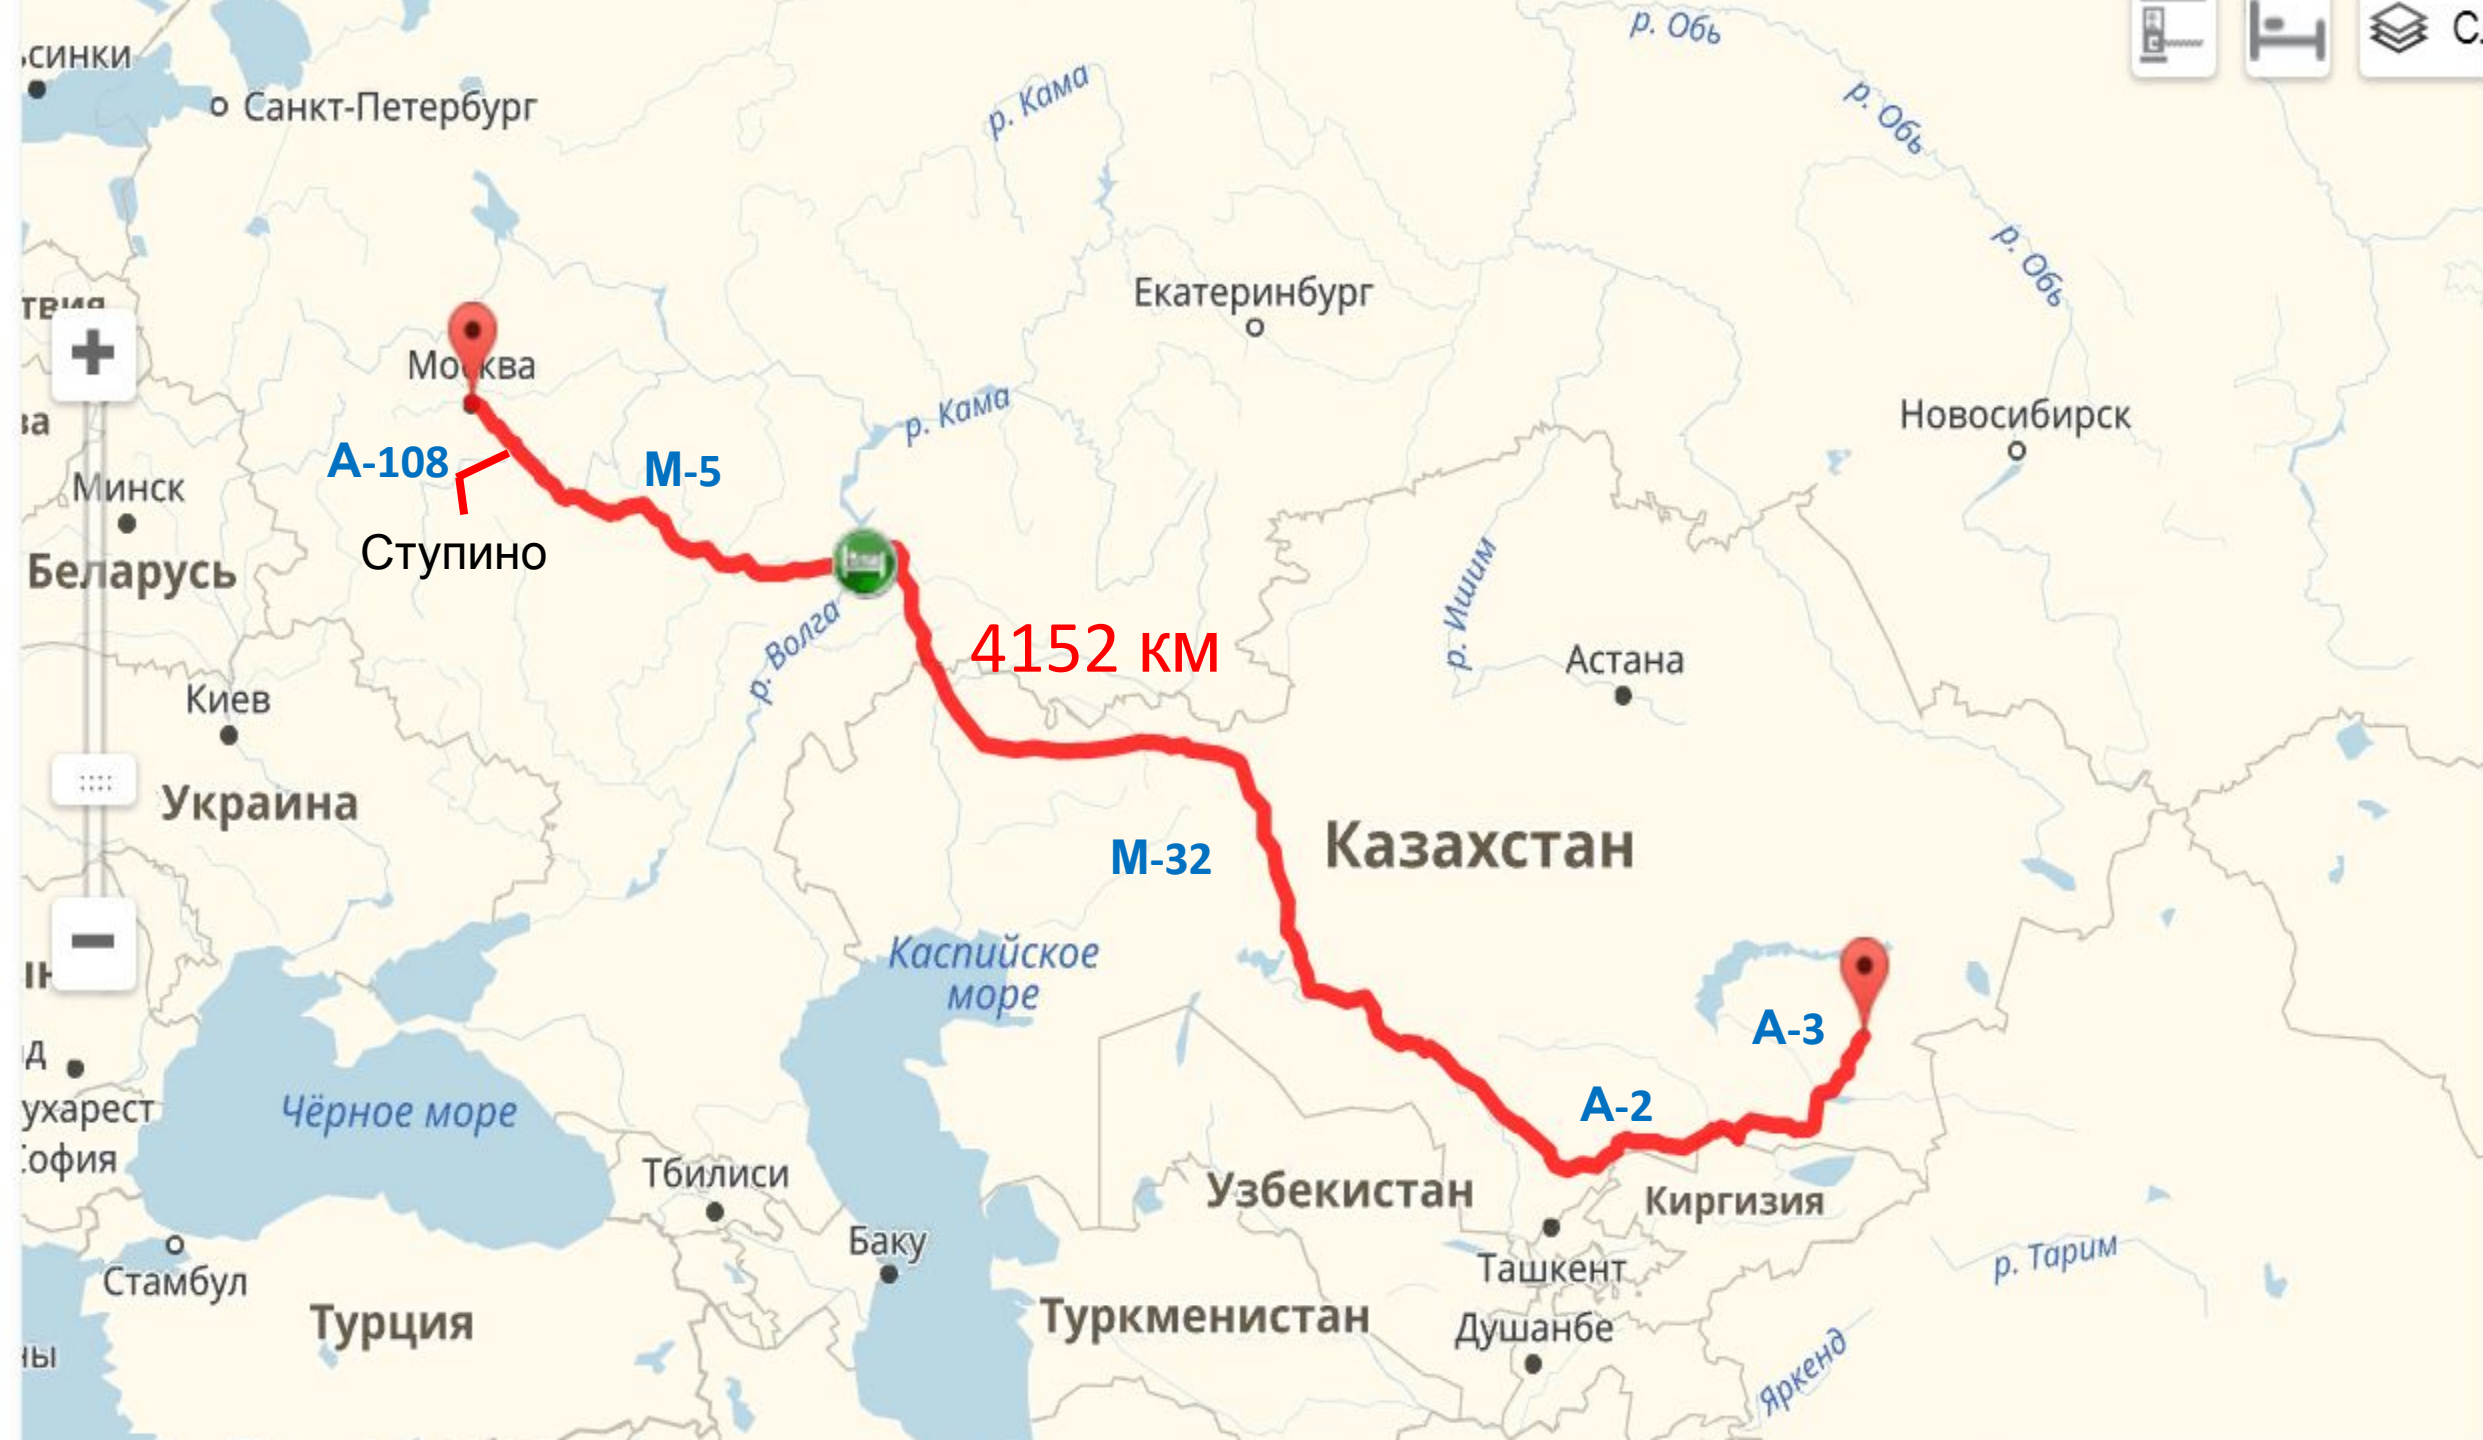 р. Обь
С
синки
р. Кама
Санкт-Петербург
р. Обь
р. Обь
Екатеринбург
твия
Москва
р. Кама
Новосибирск
ва
А-108
М-5
Минск
Ступино
Беларусь
р. Ишим
р. Волга
4152 км
Астана
Киев
Украина
Казахстан
М-32
Каспийское
море
А-3
д
Чёрное море
ухарест
А-2
офия
Тбилиси
Узбекистан
Киргизия
Баку
Ташкент
р. Тарим
Стамбул
Турция
Туркменистан
Душанбе
ны
Яркенд